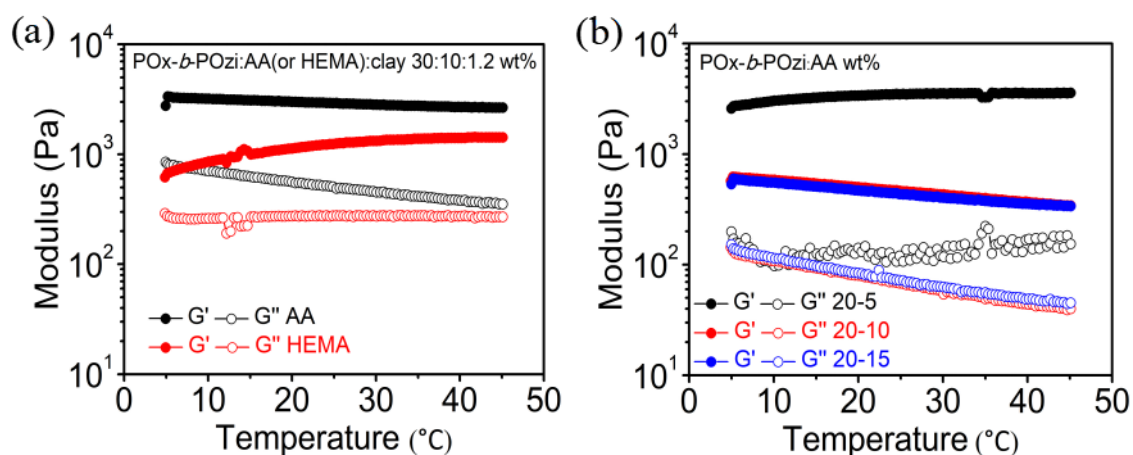 (a)
POx-b-POzi:AA(or HEMA):clay 30:10:1.2 wt%
10⁴
10³
10²
10¹
Modulus (Pa)
G' G" AA
G' G" HEMA
0 10 20 30 40 50
Temperature (°C)
(b)
POx-b-POzi:AA wt%
10⁴
10³
10²
10¹
Modulus (Pa)
G' G" 20-5
G' G" 20-10
G' G" 20-15
0 10 20 30 40 50
Temperature (°C)